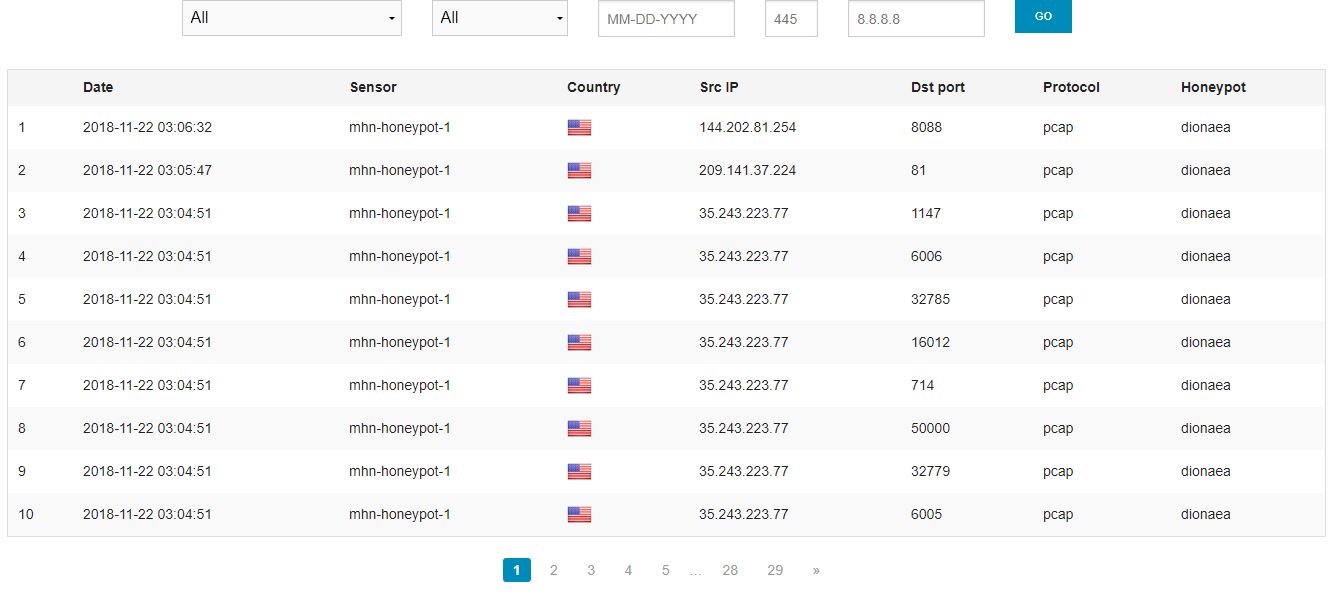 All All MM-DD-YYYY 445 8.8.8.8 GO
Date Sensor Country Src IP Dst port Protocol Honeypot
1 2018-11-22 03:06:32 mhn-honeypot-1 144.202.81.254 8088 pcap dionaea
2 2018-11-22 03:05:47 mhn-honeypot-1 209.141.37.224 81 pcap dionaea
3 2018-11-22 03:04:51 mhn-honeypot-1 35.243.223.77 1147 pcap dionaea
4 2018-11-22 03:04:51 mhn-honeypot-1 35.243.223.77 6006 pcap dionaea
5 2018-11-22 03:04:51 mhn-honeypot-1 35.243.223.77 32785 pcap dionaea
6 2018-11-22 03:04:51 mhn-honeypot-1 35.243.223.77 16012 pcap dionaea
7 2018-11-22 03:04:51 mhn-honeypot-1 35.243.223.77 714 pcap dionaea
8 2018-11-22 03:04:51 mhn-honeypot-1 35.243.223.77 50000 pcap dionaea
9 2018-11-22 03:04:51 mhn-honeypot-1 35.243.223.77 32779 pcap dionaea
10 2018-11-22 03:04:51 mhn-honeypot-1 35.243.223.77 6005 pcap dionaea
1 2 3 4 5 ... 28 29 »